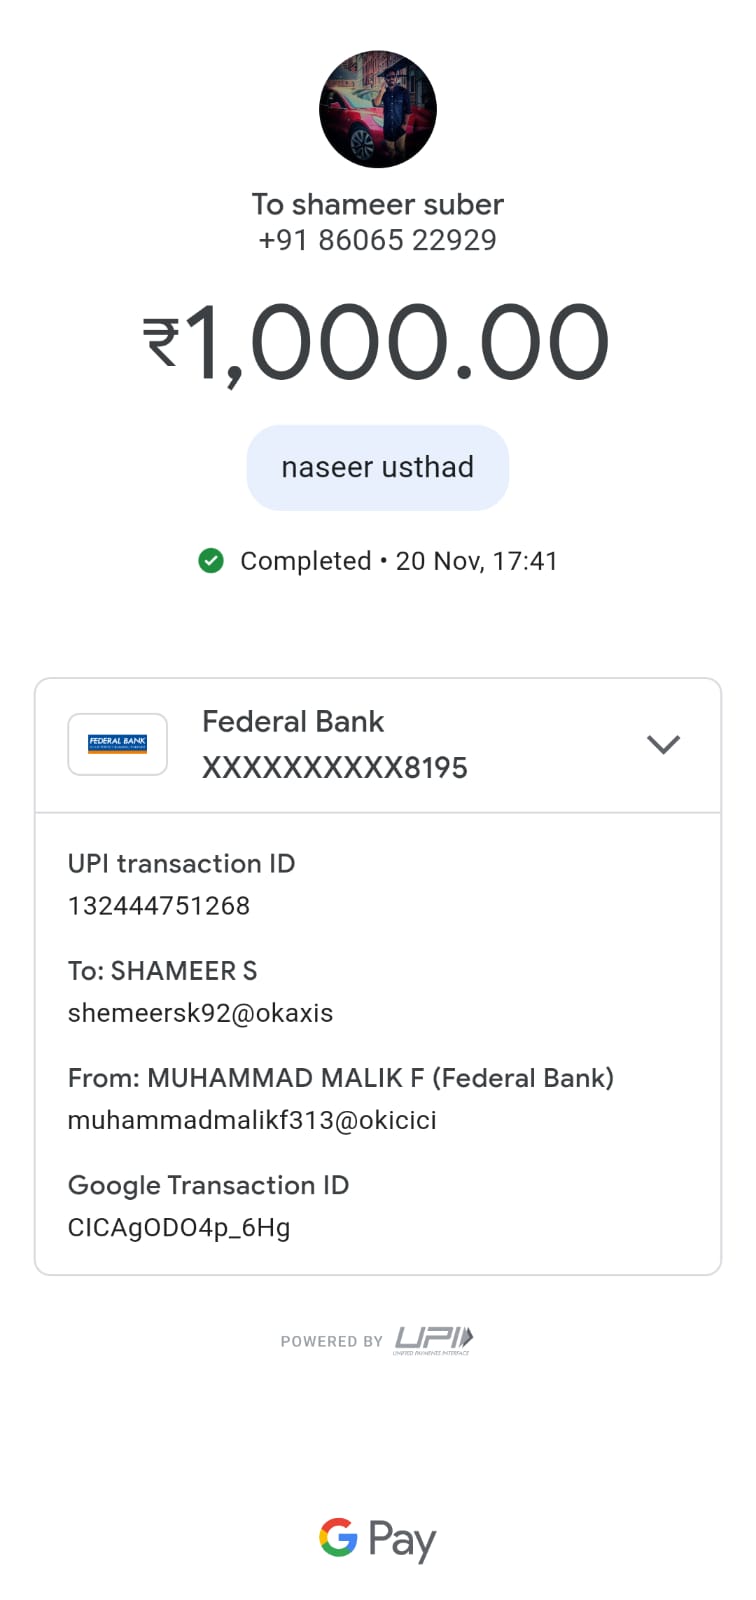 To shameer suber
+91 86065 22929
₹1,000.00
naseer usthad
Completed • 20 Nov, 17:41
FEDERAL BANK
Federal Bank
XXXXXXXXXX8195
UPI transaction ID
132444751268
To: SHAMEER S
shemeersk92@okaxis
From: MUHAMMAD MALIK F (Federal Bank)
muhammadmalikf313@okicici
Google Transaction ID
CICAgODO4p_6Hg
POWERED BY UPI
UNIFIED PAYMENTS INTERFACE
G Pay